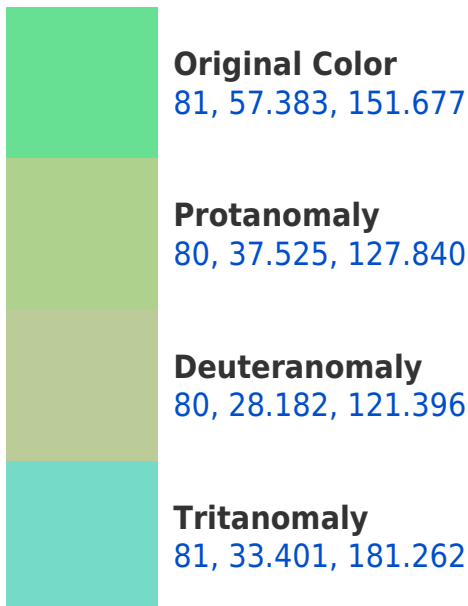 Original Color
81, 57.383, 151.677
Protanomaly
80, 37.525, 127.840
Deuteranomaly
80, 28.182, 121.396
Tritanomaly
81, 33.401, 181.262